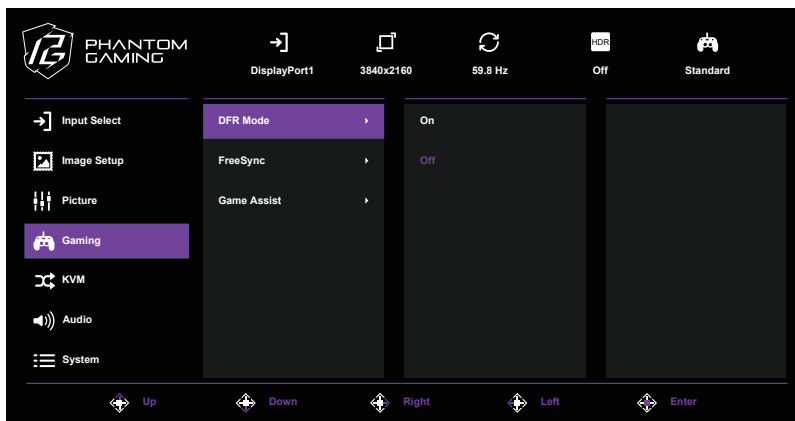 PHANTOM
GAMING
DisplayPort1
3840x2160
59.8 Hz
HDR
Off
Standard
Input Select
Image Setup
Picture
Gaming
KVM
Audio
System
DFR Mode
FreeSync
Game Assist
On
Off
Up
Down
Right
Left
Enter